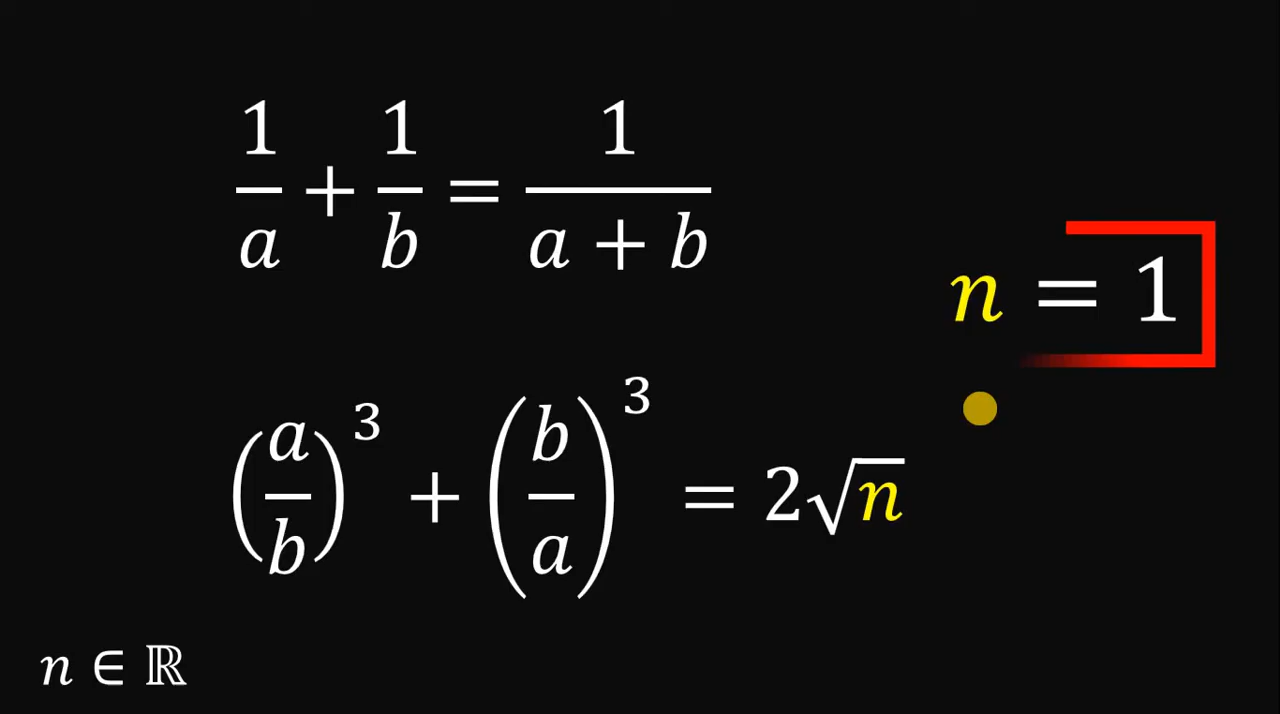 1/a + 1/b = 1/(a + b)
n = 1
(a/b)³ + (b/a)³ = 2√n
n ∈ ℝ